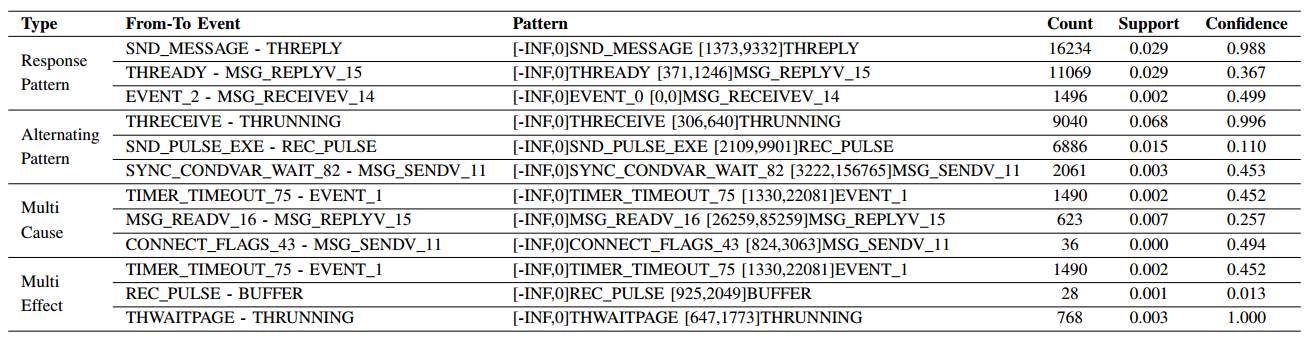 Type From-To Event Pattern Count Support Confidence
Response Pattern
SND_MESSAGE - THREPLY [-INF,0]SND_MESSAGE [1373,9332]THREPLY 16234 0.029 0.988
THREADY - MSG_REPLYV_15 [-INF,0]THREADY [371,1246]MSG_REPLYV_15 11069 0.029 0.367
EVENT_2 - MSG_RECEIVEV_14 [-INF,0]EVENT_0 [0,0]MSG_RECEIVEV_14 1496 0.002 0.499
Alternating Pattern
THRECEIVE - THRUNNING [-INF,0]THRECEIVE [306,640]THRUNNING 9040 0.068 0.996
SND_PULSE_EXE - REC_PULSE [-INF,0]SND_PULSE_EXE [2109,9901]REC_PULSE 6886 0.015 0.110
SYNC_CONDVAR_WAIT_82 - MSG_SENDV_11 [-INF,0]SYNC_CONDVAR_WAIT_82 [3222,156765]MSG_SENDV_11 2061 0.003 0.453
Multi Cause
TIMER_TIMEOUT_75 - EVENT_1 [-INF,0]TIMER_TIMEOUT_75 [1330,22081]EVENT_1 1490 0.002 0.452
MSG_READV_16 - MSG_REPLYV_15 [-INF,0]MSG_READV_16 [26259,85259]MSG_REPLYV_15 623 0.007 0.257
CONNECT_FLAGS_43 - MSG_SENDV_11 [-INF,0]CONNECT_FLAGS_43 [824,3063]MSG_SENDV_11 36 0.000 0.494
Multi Effect
TIMER_TIMEOUT_75 - EVENT_1 [-INF,0]TIMER_TIMEOUT_75 [1330,22081]EVENT_1 1490 0.002 0.452
REC_PULSE - BUFFER [-INF,0]REC_PULSE [925,2049]BUFFER 28 0.001 0.013
THWAITPAGE - THRUNNING [-INF,0]THWAITPAGE [647,1773]THRUNNING 768 0.003 1.000